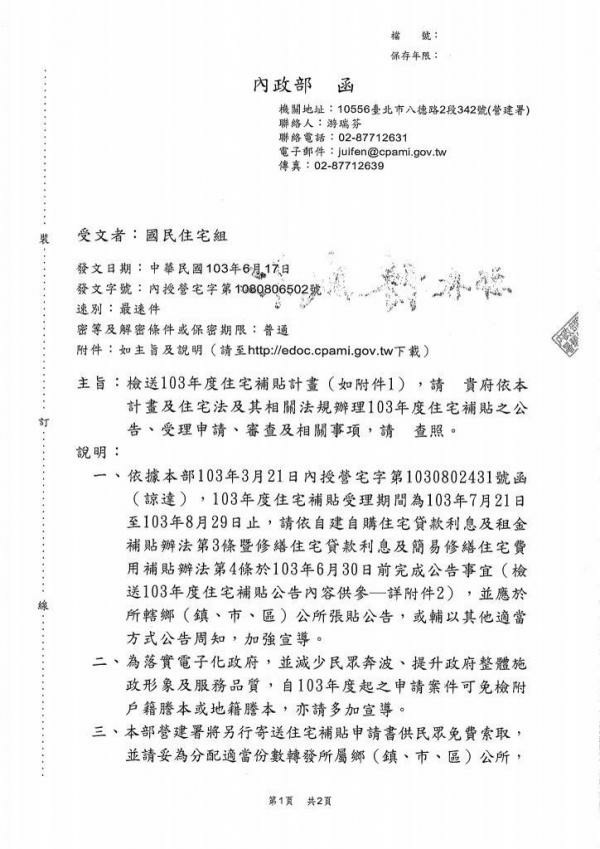 檔　　號：
保存年限：
內政部　函
機關地址：10556臺北市八德路2段342號(營建署)
聯絡人：游瑞芬
聯絡電話：02-87712631
電子郵件：juifen@cpami.gov.tw
傳真：02-87712639
受文者：國民住宅組
發文日期：中華民國103年6月17日
發文字號：內授營宅字第1080806502號
速別：最速件
密等及解密條件或保密期限：普通
附件：如主旨及說明（請至http://edoc.cpami.gov.tw下載）
主旨：檢送103年度住宅補貼計畫（如附件1），請　貴府依本
計畫及住宅法及其相關法規辦理103年度住宅補貼之公
告、受理申請、審查及相關事項，請　查照。
說明：
一、依據本部103年3月21日內授營宅字第1030802431號函
（諒達），103年度住宅補貼受理期間為103年7月21日
至103年8月29日止，請依自建自購住宅貸款利息及租金
補貼辦法第3條暨修繕住宅貸款利息及簡易修繕住宅費
用補貼辦法第4條於103年6月30日前完成公告事宜（檢
送103年度住宅補貼公告內容供參—詳附件2），並應於
所轄鄉（鎮、市、區）公所張貼公告，或輔以其他適當
方式公告周知，加強宣導。
二、為落實電子化政府，並減少民眾奔波、提升政府整體施
政形象及服務品質，自103年度起之申請案件可免檢附
戶籍謄本或地籍謄本，亦請多加宣導。
三、本部營建署將另行寄送住宅補貼申請書供民眾免費索取，
並請妥為分配適當份數轉發所屬鄉（鎮、市、區）公所，
裝
訂
線
第1頁　共2頁